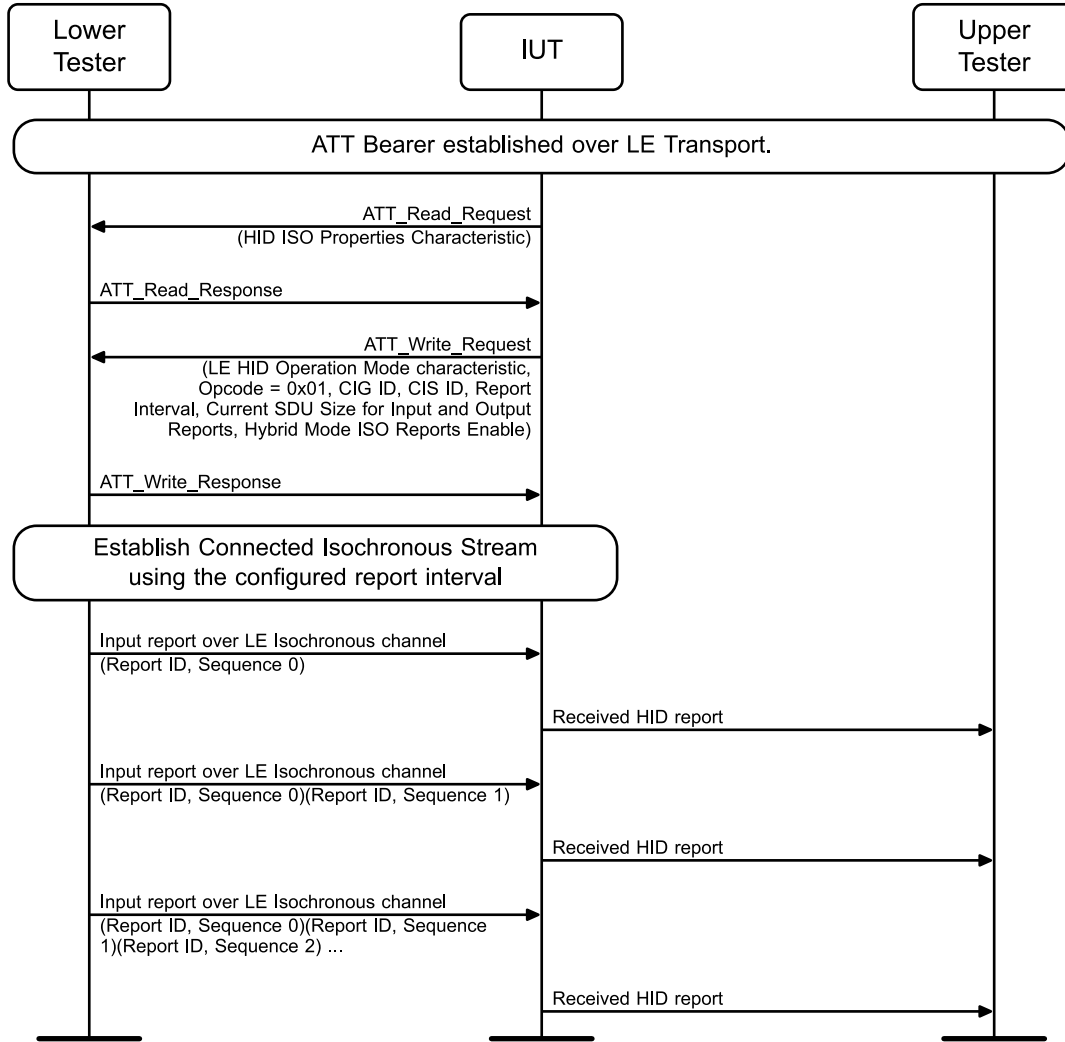 Lower
Tester
IUT
Upper
Tester
ATT Bearer established over LE Transport.
ATT_Read_Request
(HID ISO Properties Characteristic)
ATT_Read_Response
ATT_Write_Request
(LE HID Operation Mode characteristic,
Opcode = 0x01, CIG ID, CIS ID, Report
Interval, Current SDU Size for Input and Output
Reports, Hybrid Mode ISO Reports Enable)
ATT_Write_Response
Establish Connected Isochronous Stream
using the configured report interval
Input report over LE Isochronous channel
(Report ID, Sequence 0)
Received HID report
Input report over LE Isochronous channel
(Report ID, Sequence 0)(Report ID, Sequence 1)
Received HID report
Input report over LE Isochronous channel
(Report ID, Sequence 0)(Report ID, Sequence
1)(Report ID, Sequence 2) ...
Received HID report